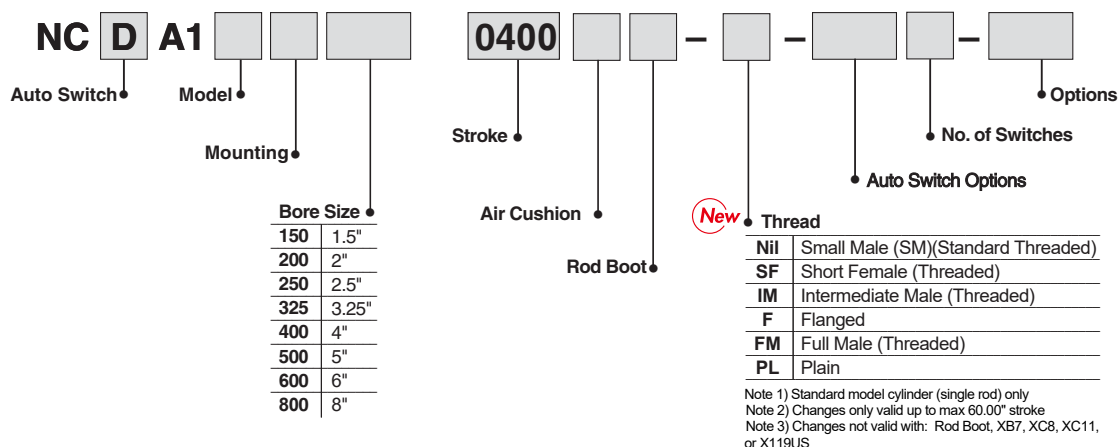 NC D A1 0400 – – –
Auto Switch
Model
Options
Stroke
No. of Switches
Mounting
Auto Switch Options
Bore Size
150 1.5"
200 2"
250 2.5"
325 3.25"
400 4"
500 5"
600 6"
800 8"
Air Cushion
Rod Boot
New Thread
Nil Small Male (SM)(Standard Threaded)
SF Short Female (Threaded)
IM Intermediate Male (Threaded)
F Flanged
FM Full Male (Threaded)
PL Plain
Note 1) Standard model cylinder (single rod) only
Note 2) Changes only valid up to max 60.00" stroke
Note 3) Changes not valid with: Rod Boot, XB7, XC8, XC11,
or X119US